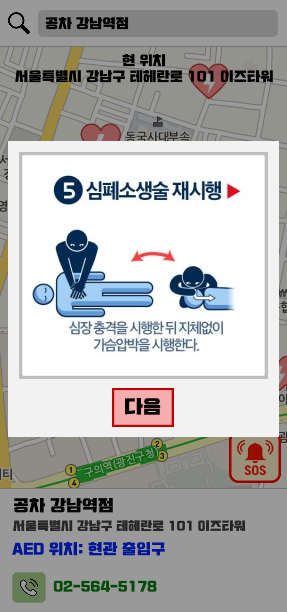 공차 강남역점
현 위치
서울특별시 강남구 테헤란로 101 이즈타워
동국사대부속
5 심폐소생술 재시행
심장 충격을 시행한 뒤 지체없이
가슴압박을 시행한다.
다음
구의역(광진구청)
1
2
3
4
SOS
공차 강남역점
서울특별시 강남구 테헤란로 101 이즈타워
AED 위치: 현관 출입구
02-564-5178